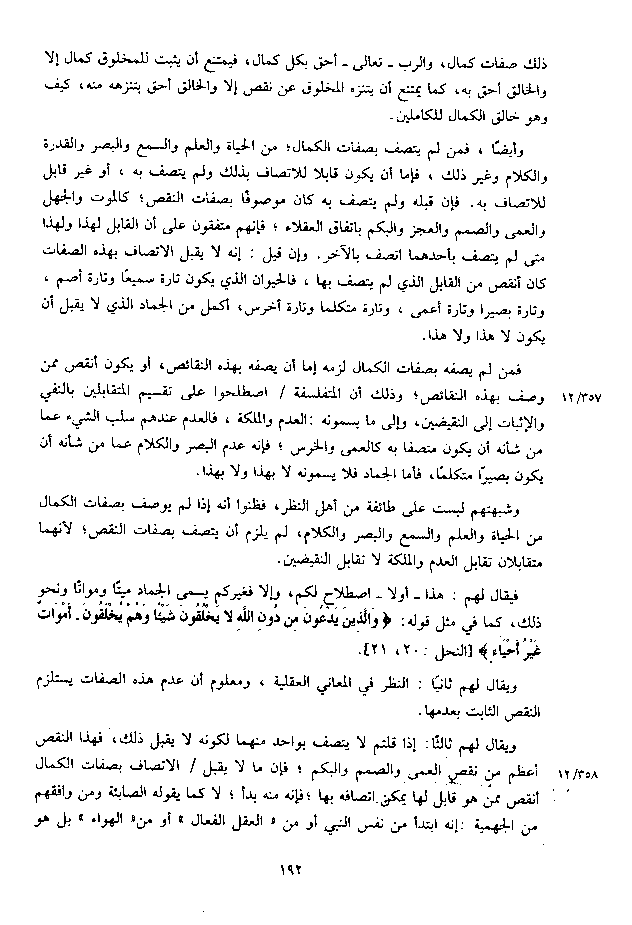 ذلك صفات كمال، والرب ـ تعالى ـ أحق بكل كمال، فيمتنع أن يثبت للمخلوق كمال إلا
والخالق أحق به، كما يمتنع أن يتنزه المخلوق عن نقص إلا والخالق أحق بتنزهه منه، كيف
وهو خالق الكمال للكاملين.
وأيضًا ، فمن لم يتصف بصفات الكمال؛ من الحياة والعلم والسمع والبصر والقدرة
والكلام وغير ذلك ، فإما أن يكون قابلا للاتصاف بذلك ولم يتصف به ، أو غير قابل
للاتصاف به. فإن قبله ولم يتصف به كان موصوفًا بصفات النقص؛ كالموت والجهل
والعمى والصمم والعجز والبكم باتفاق العقلاء ؛ فإنهم متفقون على أن القابل لهذا ولهذا
متى لم يتصف بأحدهما اتصف بالآخر. وإن قيل : إنه لا يقبل الاتصاف بهذه الصفات
كان أنقص من القابل الذي لم يتصف بها ، فالحيوان الذي يكون تارة سميعًا وتارة أصم ،
وتارة بصيرا وتارة أعمى ، وتارة متكلما وتارة أخرس، أكمل من الجماد الذي لا يقبل أن
يكون لا هذا ولا هذا.
فمن لم يصفه بصفات الكمال لزمه إما أن يصفه بهذه النقائص، أو يكون أنقص ممن
١٢/٣٥٧ وصف بهذه النقائص؛ وذلك أن المتفلسفة / اصطلحوا على تقسيم المتقابلين بالنفي
والإثبات إلى النقيضين، وإلى ما يسمونه :العدم والملكة ، فالعدم عندهم سلب الشيء عما
من شأنه أن يكون متصفا به كالعمى والخرس ؛ فإنه عدم البصر والكلام عما من شأنه أن
يكون بصيرًا متكلمًا، فأما الجماد فلا يسمونه لا بهذا ولا بهذا.
وشبهتهم ليست على طائفة من أهل النظر، فظنوا أنه إذا لم يوصف بصفات الكمال
من الحياة والعلم والسمع والبصر والكلام، لم يلزم أن يتصف بصفات النقص؛ لأنهما
متقابلان تقابل العدم والملكة لا تقابل النقيضين.
فيقال لهم : هذا ـ أولا ـ اصطلاح لكم، وإلا فغيركم يسمى الجماد ميتًا ومواتًا ونحو
ذلك، كما في مثل قوله: ﴿ وَالَّذِينَ يَدْعُونَ مِن دُونِ اللَّهِ لا يَخْلُقُونَ شَيْئًا وَهُمْ يُخْلَقُونَ . أَمْوَاتٌ
غَيْرُ أَحْيَاءٍ ﴾ [النحل : ٢٠ ، ٢١].
ويقال لهم ثانيًا : النظر في المعاني العقلية ، ومعلوم أن عدم هذه الصفات يستلزم
النقص الثابت بعدمها.
ويقال لهم ثالثًا: إذا قلتم لا يتصف بواحد منهما لكونه لا يقبل ذلك، فهذا النقص
١٢/٣٥٨ أعظم من نقص العمى والصمم والبكم ؛ فإن ما لا يقبل / الاتصاف بصفات الكمال
أنقص ممن هو قابل لها يمكن اتصافه بها ؛فإنه منه بدأ ؛ لا كما يقوله الصابئة ومن وافقهم
من الجهمية :إنه ابتدأ من نفس النبي أو من « العقل الفعال » أو من« الهواء » بل هو
١٩٢